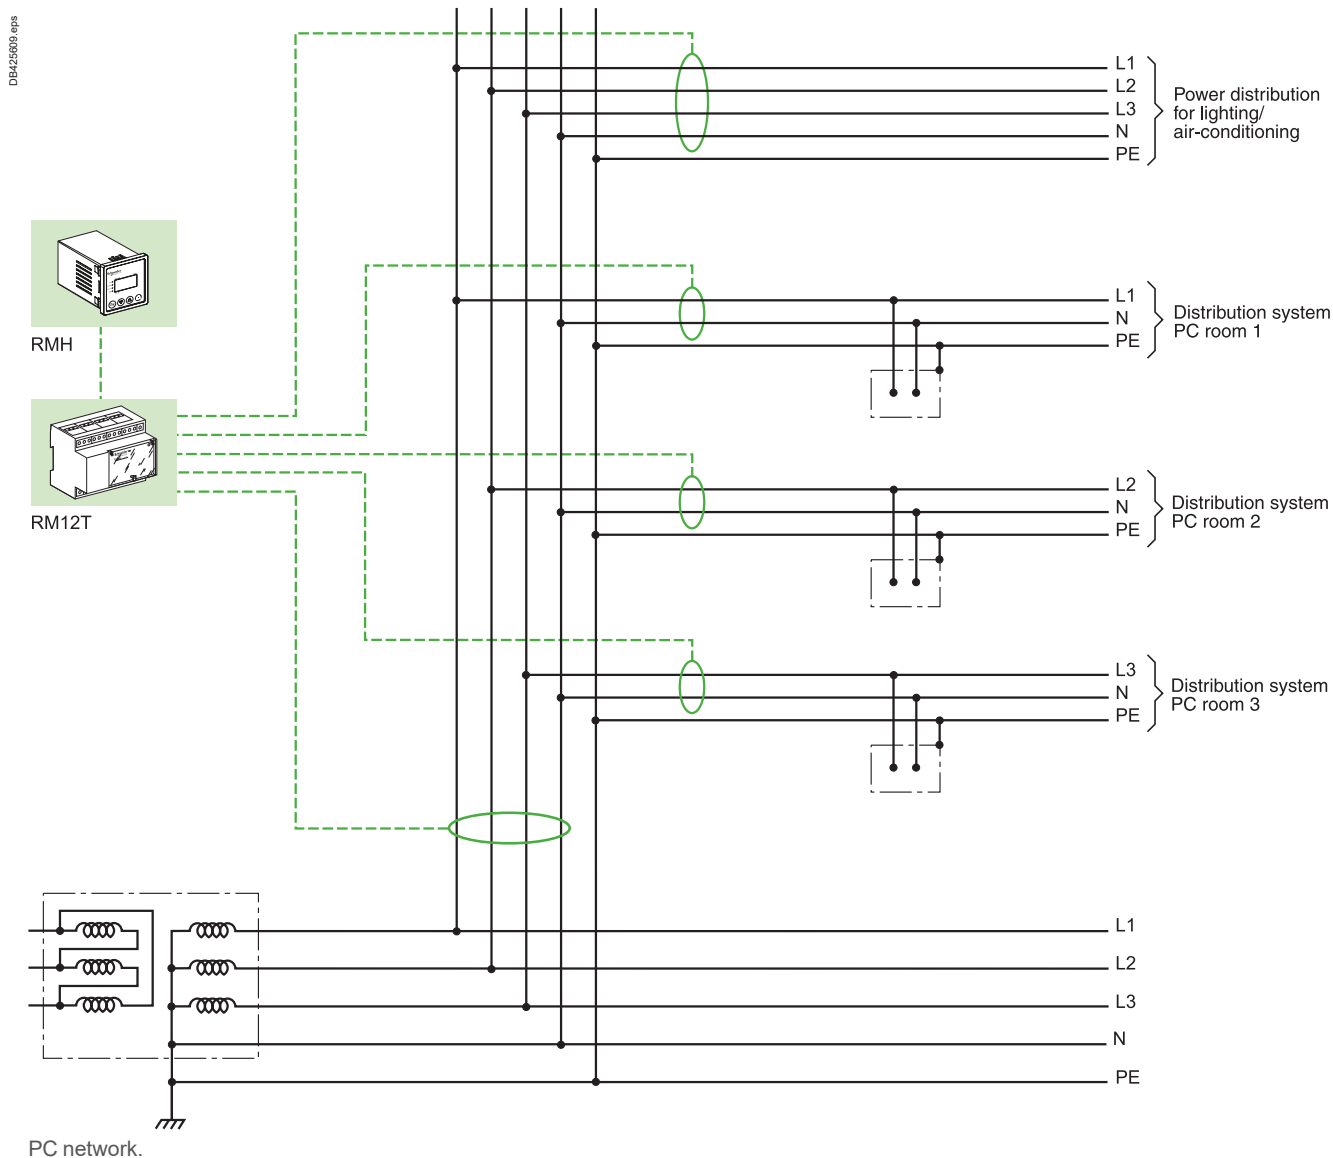 DB425609.eps
L1
L2
L3
N
PE
Power distribution
for lighting/
air-conditioning
RMH
L1
N
PE
Distribution system
PC room 1
RM12T
L2
N
PE
Distribution system
PC room 2
L3
N
PE
Distribution system
PC room 3
L1
L2
L3
N
PE
PC network.